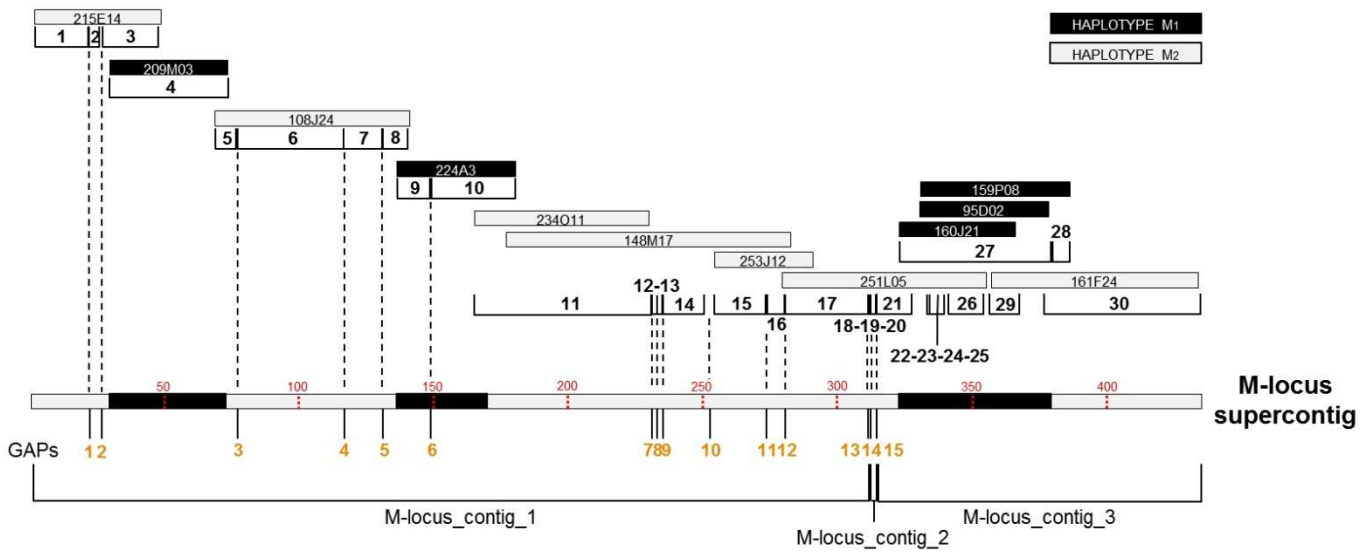 215E14
1 2 3
HAPLOTYPE M1
HAPLOTYPE M2
209M03
4
108J24
5 6 7 8
224A3
9 10
159P08
95D02
234O11
160J21 28
148M17
27
253J12
251L05 161F24
12-13
11 14 15 17 21 26 29 30
16 18-19-20
22-23-24-25
50 100 150 200 250 300 350 400
M-locus
supercontig
GAPs 1 2 3 4 5 6 7 8 9 10 11 12 13 14 15
M-locus_contig_1 M-locus_contig_3
M-locus_contig_2